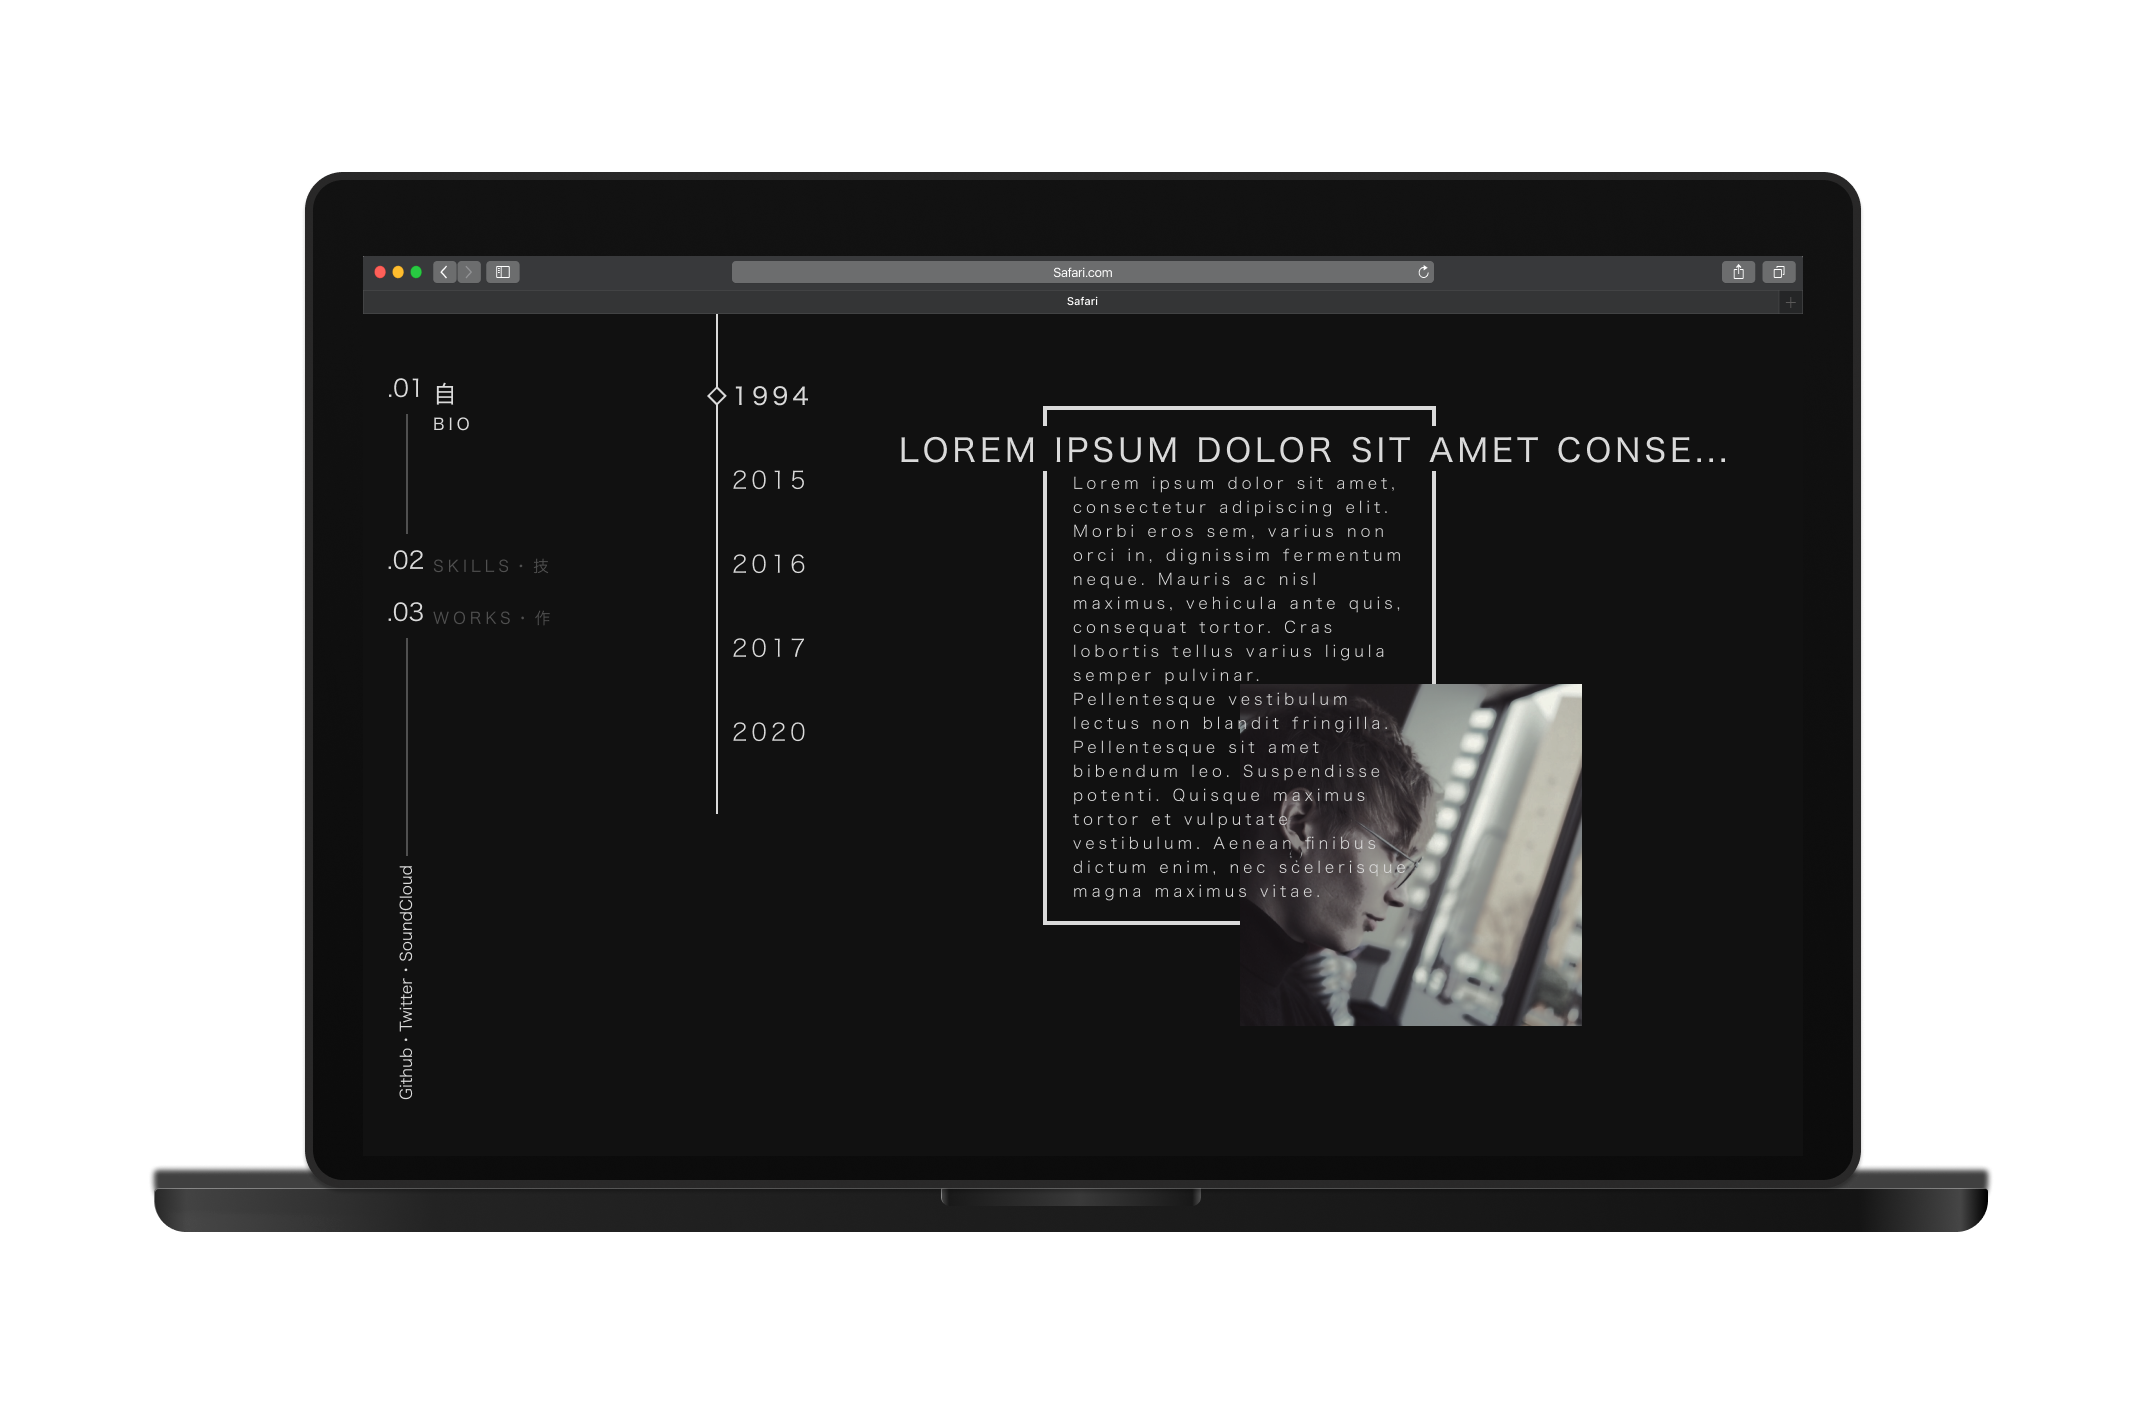 Safari.com
Safari
.01 自
BIO
.02 SKILLS・技
.03 WORKS・作
Github・Twitter・SoundCloud
1994
2015
2016
2017
2020
LOREM IPSUM DOLOR SIT AMET CONSE...
Lorem ipsum dolor sit amet,
consectetur adipiscing elit.
Morbi eros sem, varius non
orci in, dignissim fermentum
neque. Mauris ac nisl
maximus, vehicula ante quis,
consequat tortor. Cras
lobortis tellus varius ligula
semper pulvinar.
Pellentesque vestibulum
lectus non blandit fringilla.
Pellentesque sit amet
bibendum leo. Suspendisse
potenti. Quisque maximus
tortor et vulputate
vestibulum. Aenean finibus
dictum enim, nec scelerisque
magna maximus vitae.